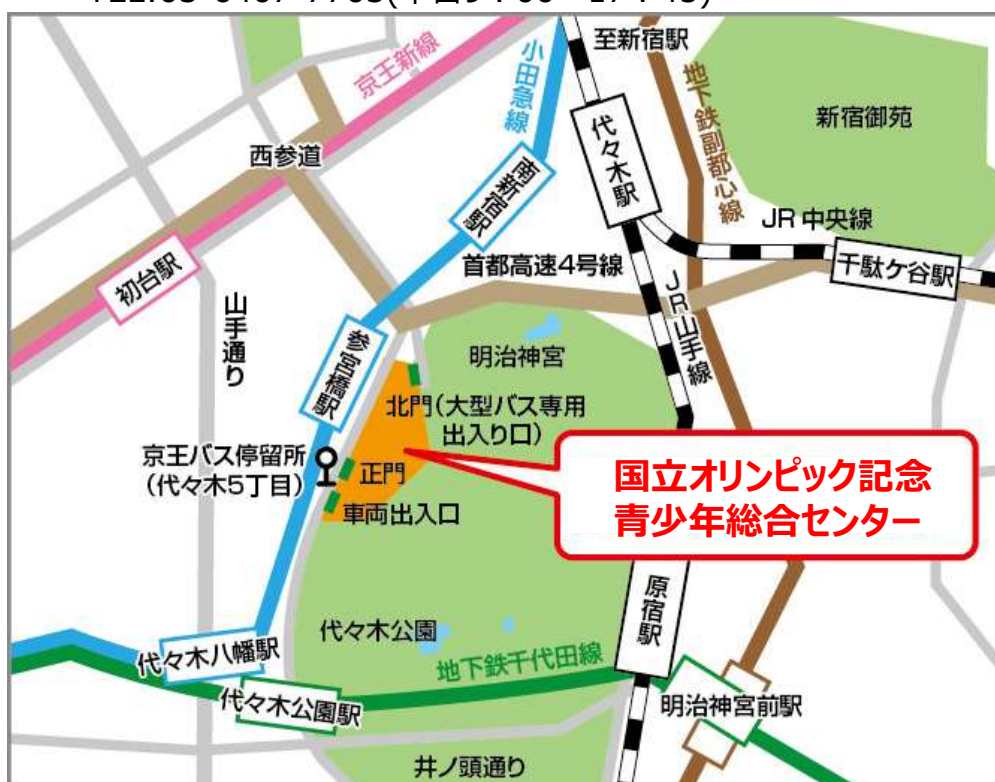 至新宿駅
京王新線
小田急線
地下鉄副都心線
新宿御苑
代々木駅
西参道
南新宿駅
JR中央線
首都高速4号線
千駄ケ谷駅
初台駅
山手通り
JR山手線
参宮橋駅
明治神宮
北門(大型バス専用
出入り口)
京王バス停留所
(代々木5丁目)
正門
車両出入口
国立オリンピック記念
青少年総合センター
原宿駅
代々木公園
代々木八幡駅
地下鉄千代田線
代々木公園駅
明治神宮前駅
井ノ頭通り